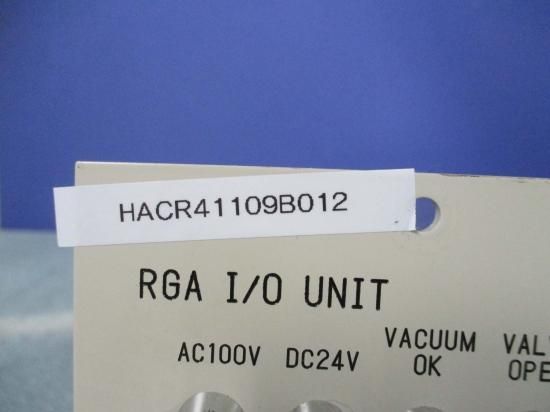 HACR41109B012
RGA I/O UNIT
AC100V DC24V VACUUM OK